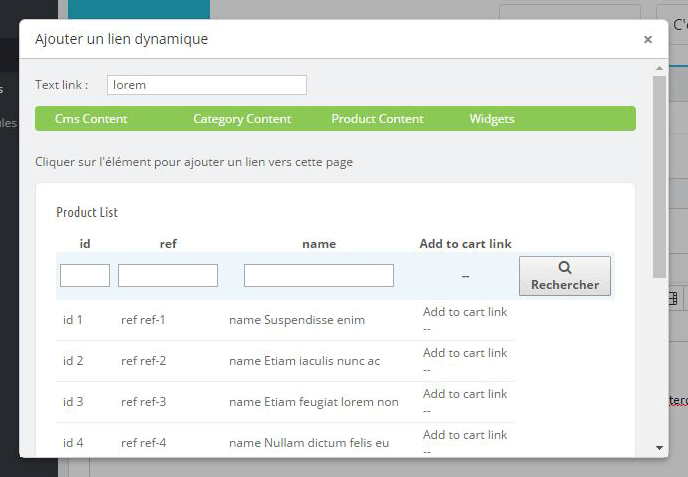 C'e
Ajouter un lien dynamique ×
s
ules
Text link : lorem
Cms Content Category Content Product Content Widgets
Cliquer sur l'élément pour ajouter un lien vers cette page
Product List
id ref name Add to cart link
-- Rechercher
id 1 ref ref-1 name Suspendisse enim Add to cart link
--
id 2 ref ref-2 name Etiam iaculis nunc ac Add to cart link
--
id 3 ref ref-3 name Etiam feugiat lorem non Add to cart link
--
terc
id 4 ref ref-4 name Nullam dictum felis eu Add to cart link
--